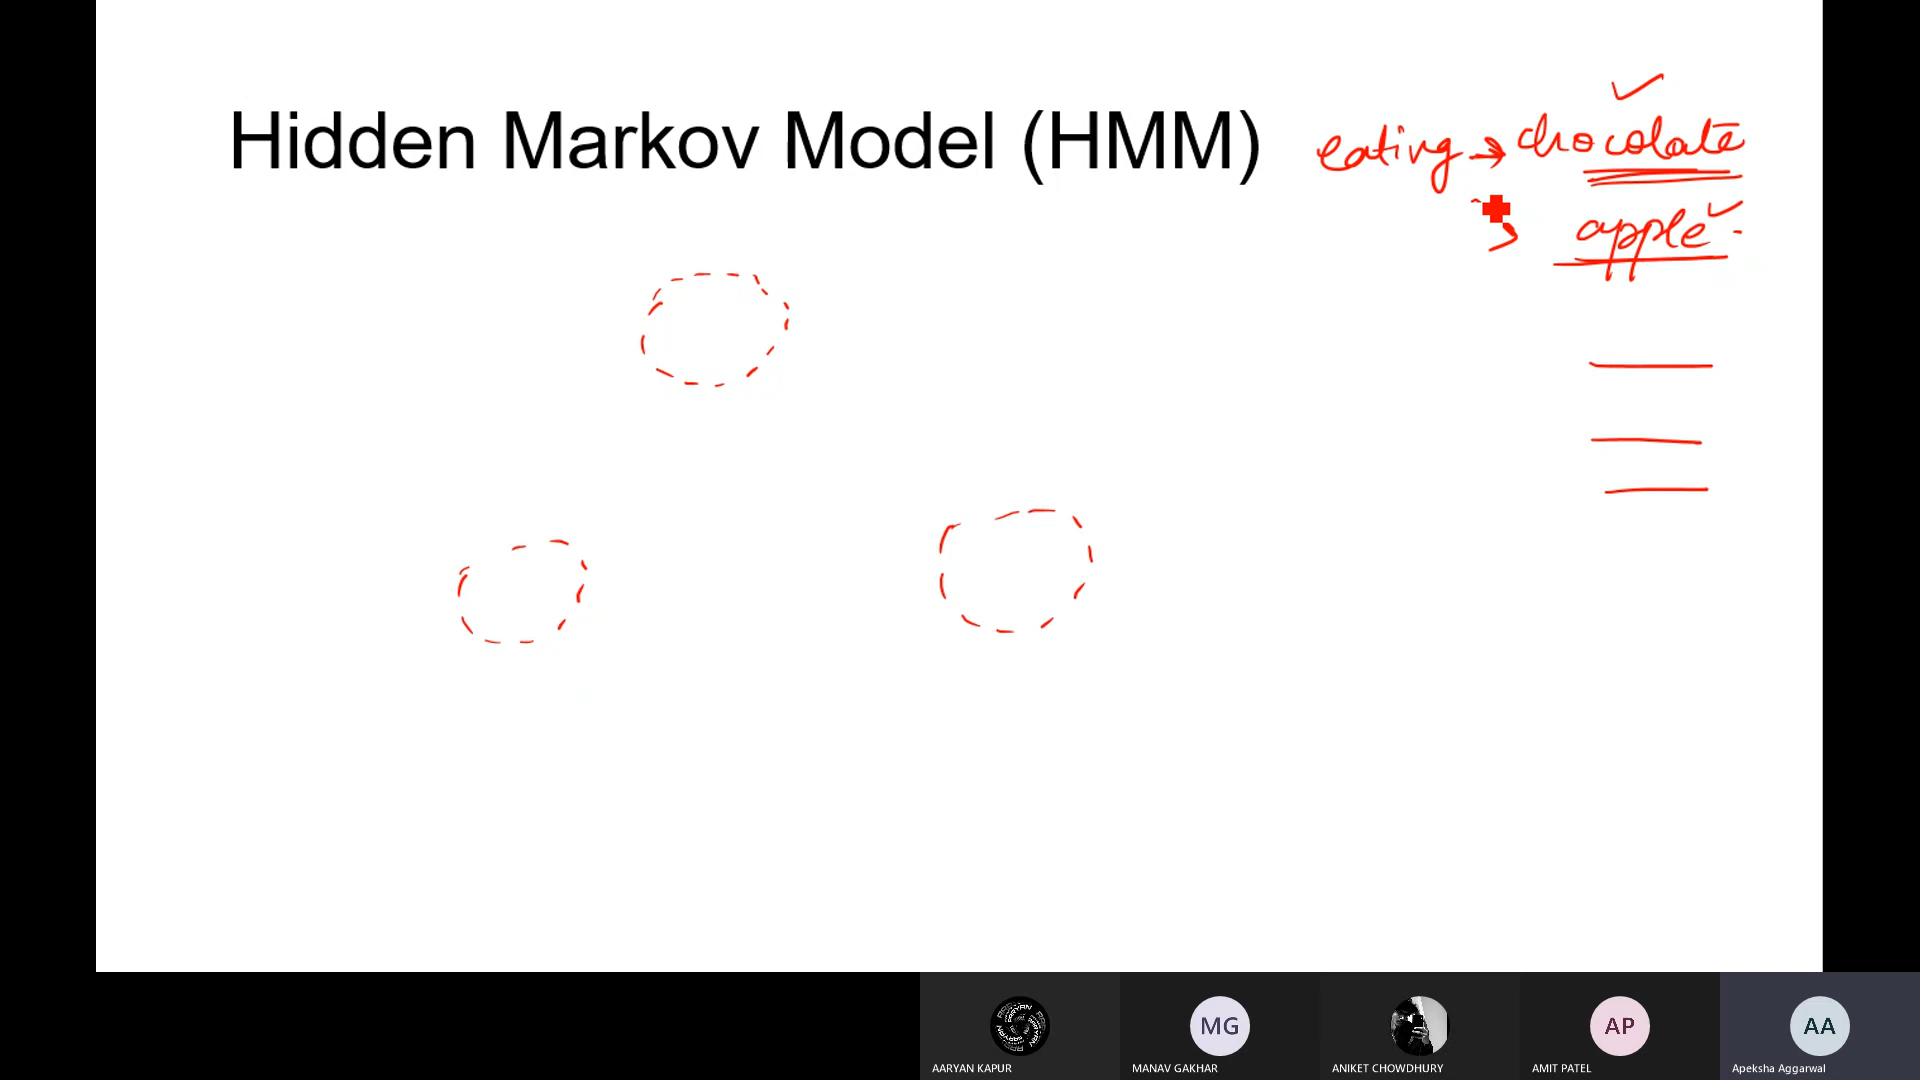 Hidden Markov Model (HMM)
eating → chocolate
apple
MG
AP
AA
AARYAN KAPUR
MANAV GAKHAR
ANIKET CHOWDHURY
AMIT PATEL
Apeksha Aggarwal